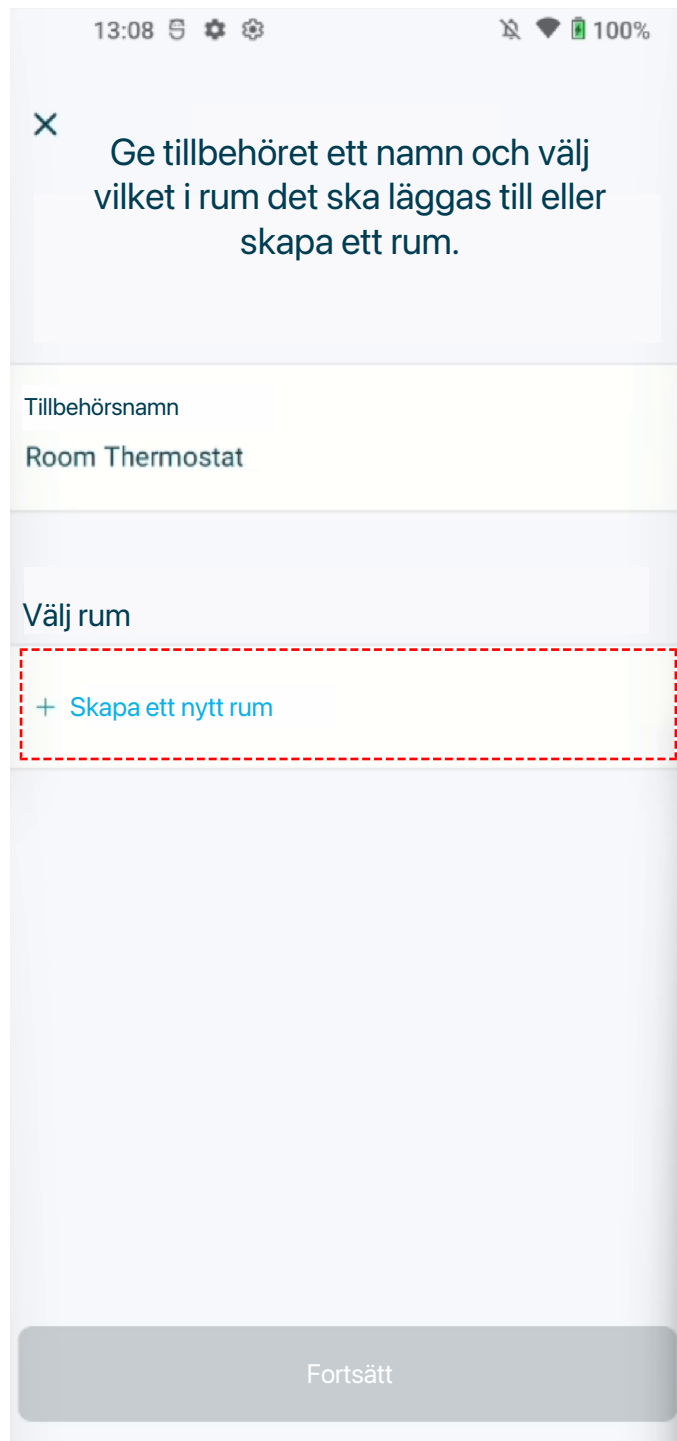 13:08 100%
Ge tillbehöret ett namn och välj
vilket i rum det ska läggas till eller
skapa ett rum.
Tillbehörsnamn
Room Thermostat
Välj rum
+ Skapa ett nytt rum
Fortsätt